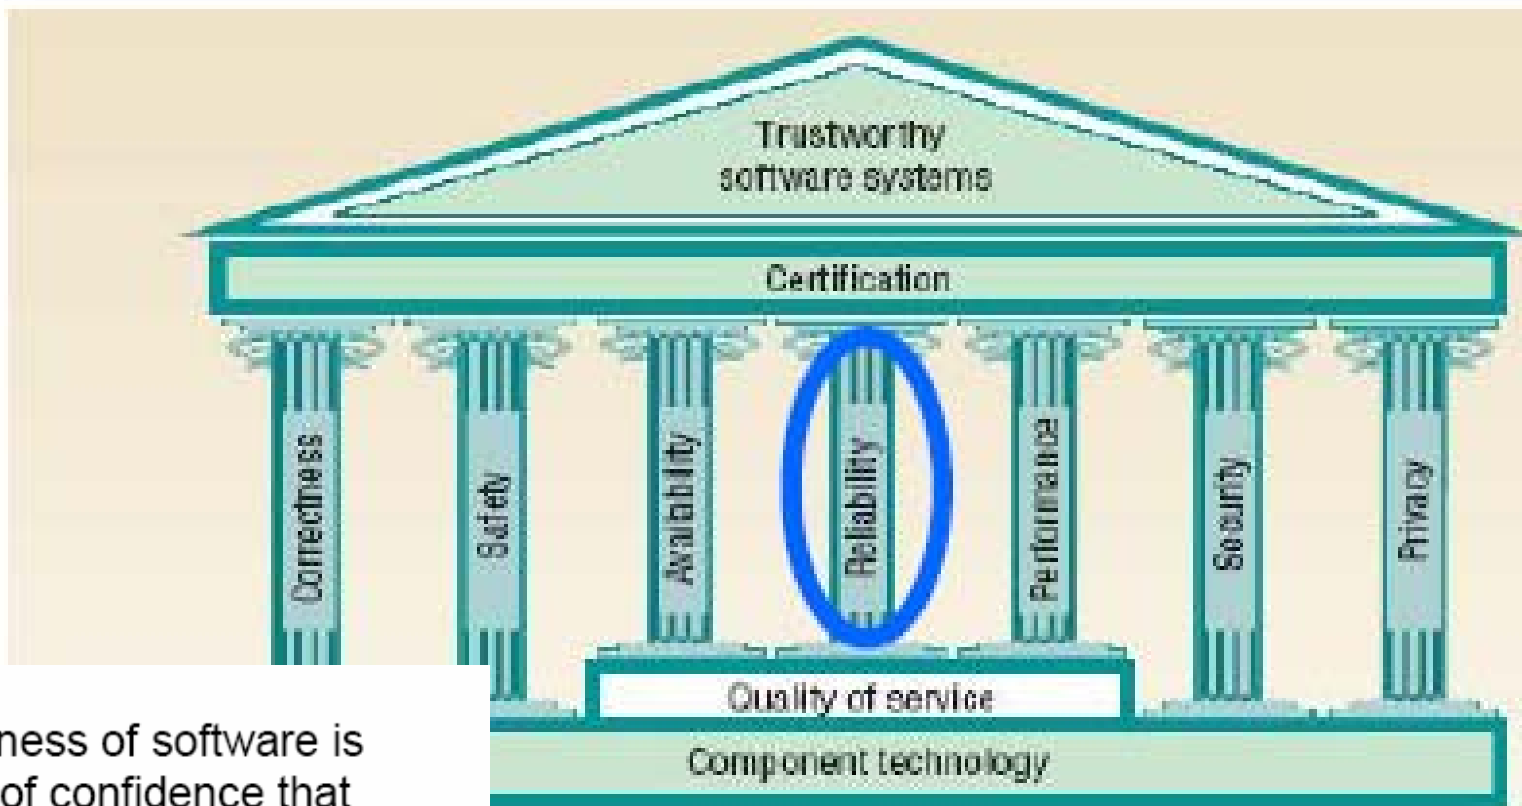 Trustworthy
software systems
Certification
Correctness
Safety
Availability
Reliability
Performance
Security
Privacy
Quality of service
Component technology
ness of software is
of confidence that